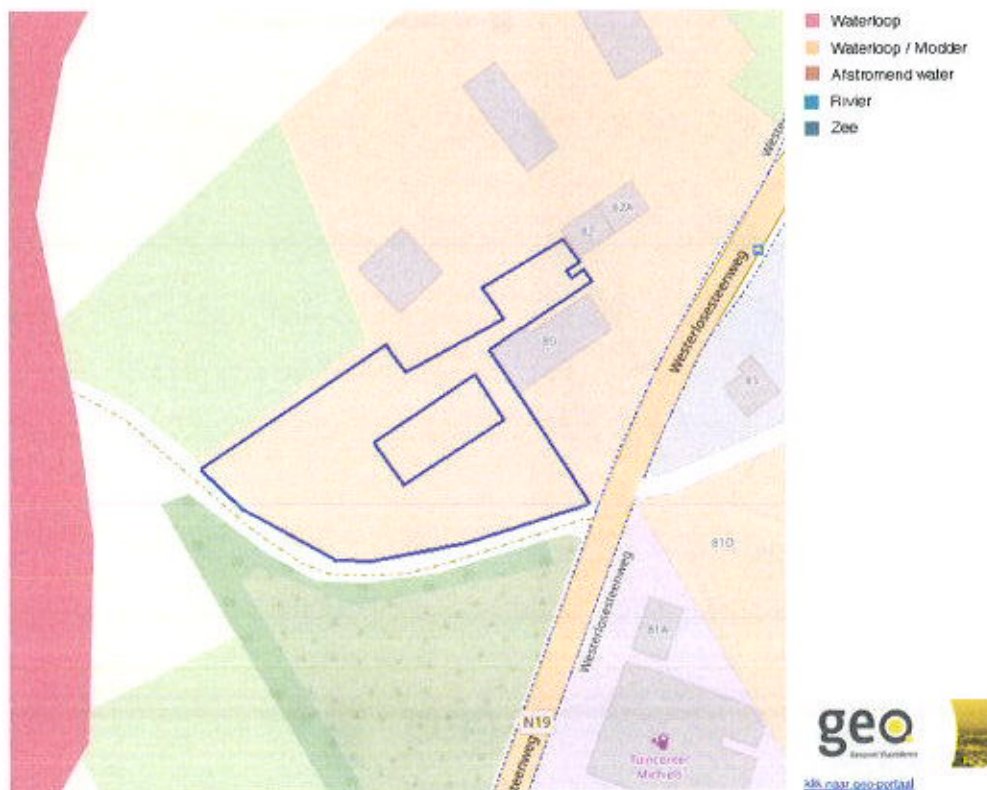 Waterloop
Waterloop / Modder
Afstromend water
Rivier
Zee
Westerlosesteenweg
82A
82
80
81D
Westerlosesteenweg
81A
N19
Tuincenter
Michiels
steenweg
geo
klik naar geo-portaal